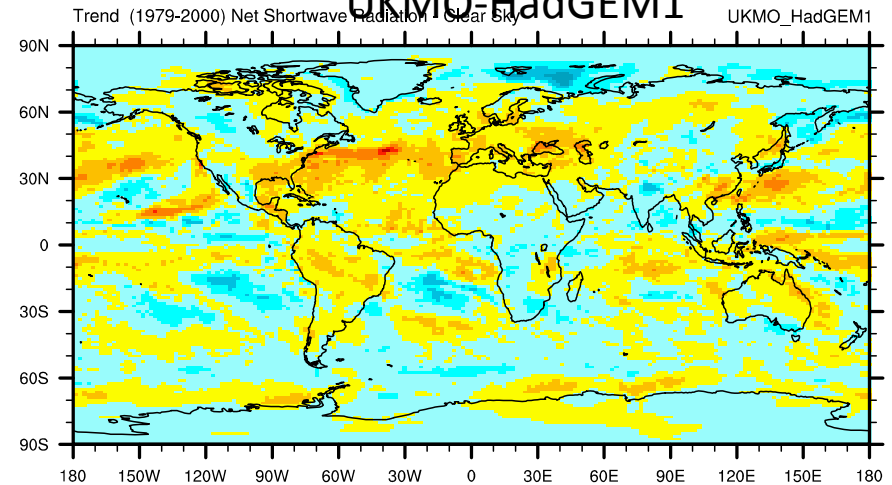 UKMO-HadGEM1
Trend (1979-2000) Net Shortwave Radiation Clear Sky UKMO_HadGEM1
90N
60N
30N
0
30S
60S
90S
180 150W 120W 90W 60W 30W 0 30E 60E 90E 120E 150E 180